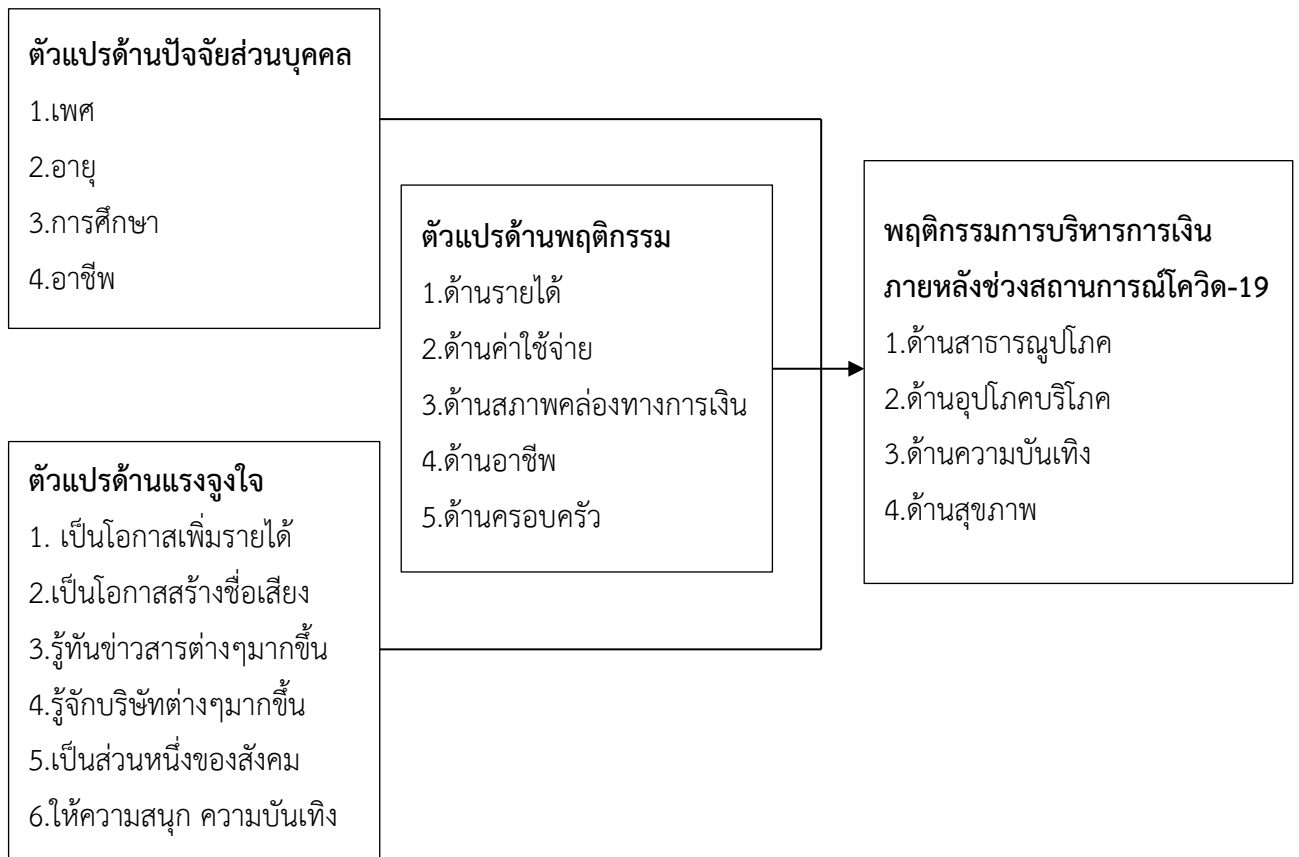 ตัวแปรด้านปัจจัยส่วนบุคคล
1.เพศ
2.อายุ
3.การศึกษา
4.อาชีพ
ตัวแปรด้านแรงจูงใจ
1. เป็นโอกาสเพิ่มรายได้
2.เป็นโอกาสสร้างชื่อเสียง
3.รู้ทันข่าวสารต่างๆมากขึ้น
4.รู้จักบริษัทต่างๆมากขึ้น
5.เป็นส่วนหนึ่งของสังคม
6.ให้ความสนุก ความบันเทิง
ตัวแปรด้านพฤติกรรม
1.ด้านรายได้
2.ด้านค่าใช้จ่าย
3.ด้านสภาพคล่องทางการเงิน
4.ด้านอาชีพ
5.ด้านครอบครัว
พฤติกรรมการบริหารการเงิน
ภายหลังช่วงสถานการณ์โควิด-19
1.ด้านสาธารณูปโภค
2.ด้านอุปโภคบริโภค
3.ด้านความบันเทิง
4.ด้านสุขภาพ